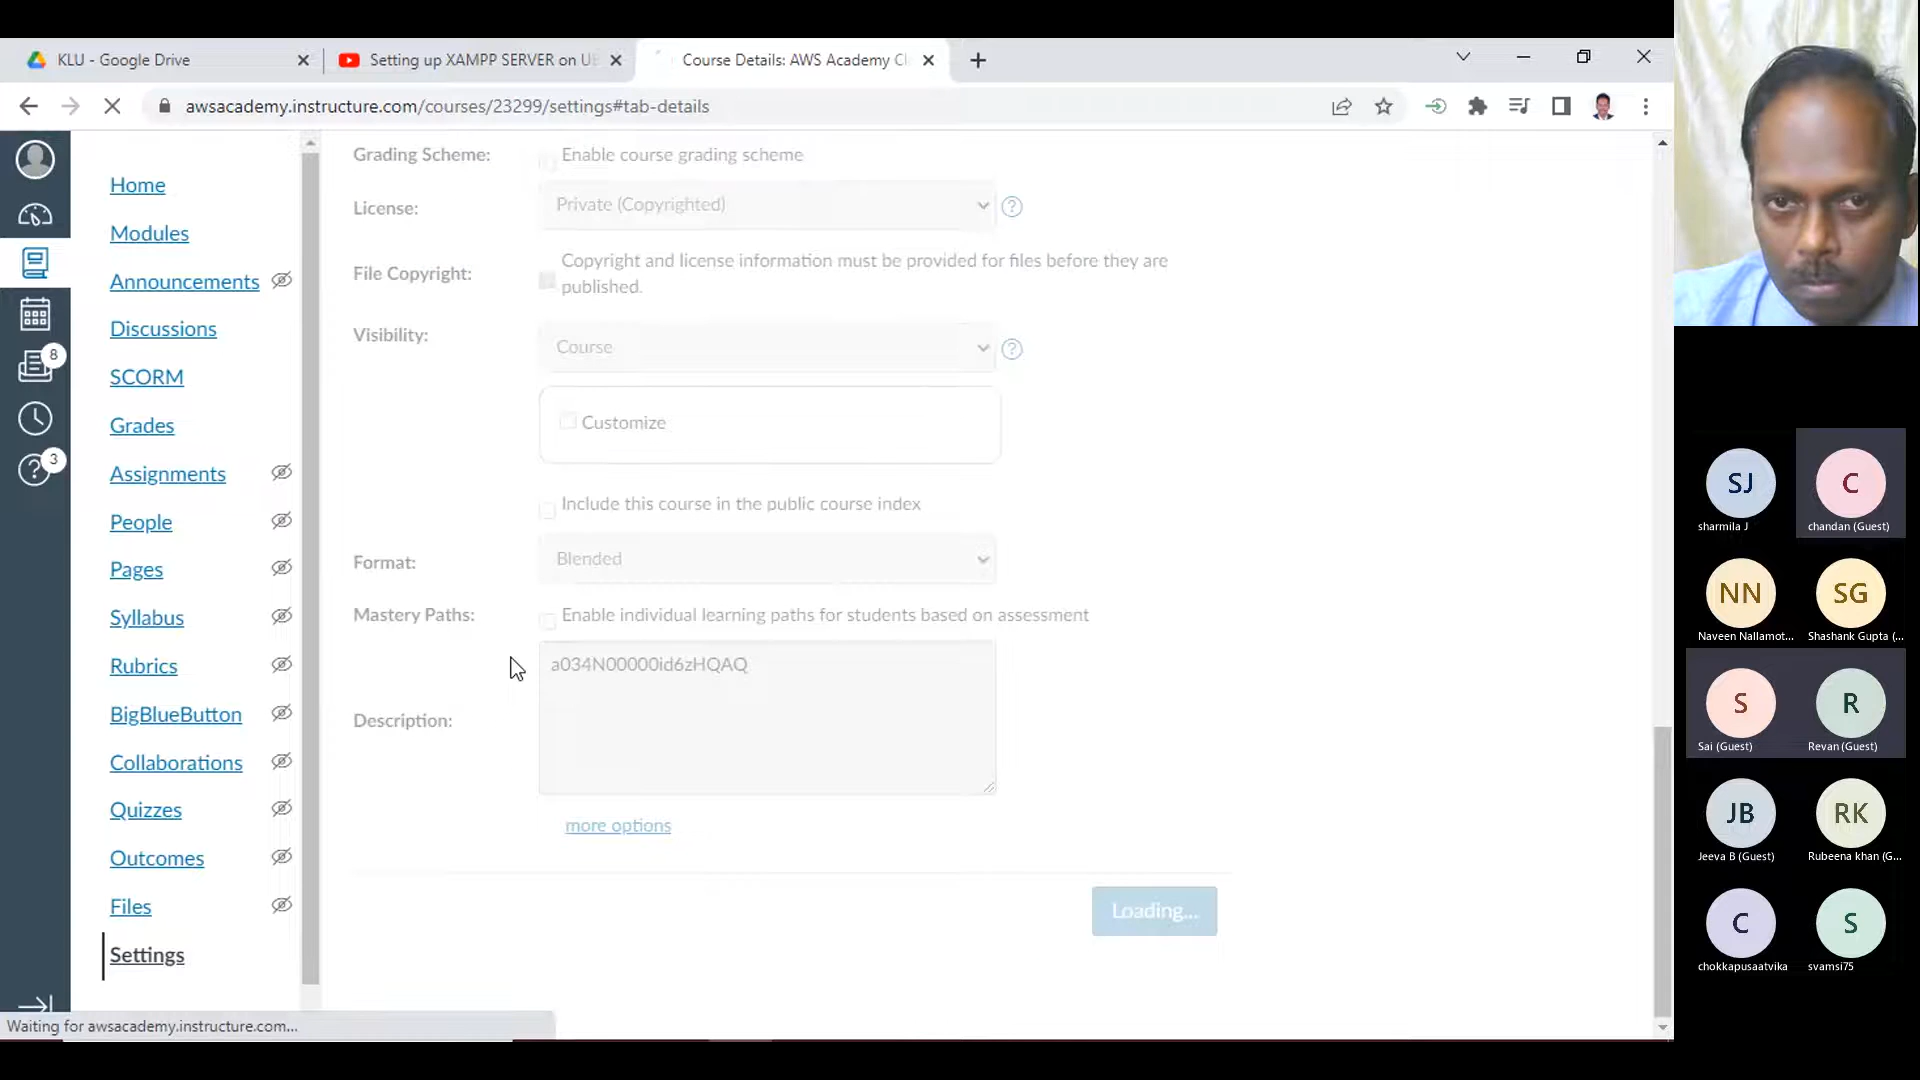 KLU - Google Drive
Setting up XAMPP SERVER on
Course Details: AWS Academy
awsacademy.instructure.com/courses/23299/settings#tab-details
Home
Modules
Announcements
Discussions
SCORM
Grades
Assignments
People
Pages
Syllabus
Rubrics
BigBlueButton
Collaborations
Quizzes
Outcomes
Files
Settings
8
3
Grading Scheme:
Enable course grading scheme
License:
Private (Copyrighted)
File Copyright:
Copyright and license information must be provided for files before they are
published.
Visibility:
Course
Customize
Include this course in the public course index
Format:
Blended
Mastery Paths:
Enable individual learning paths for students based on assessment
Description:
a034N00000id6zHQAQ
more options
Loading...
Waiting for awsacademy.instructure.com...
SJ
sharmila J
C
chandan (Guest)
NN
Naveen Nallamot...
SG
Shashank Gupta (...
S
Sai (Guest)
R
Revan (Guest)
JB
Jeeva B (Guest)
RK
Rubeena khan (G...
C
chokkapusaatvika
S
svamsi75